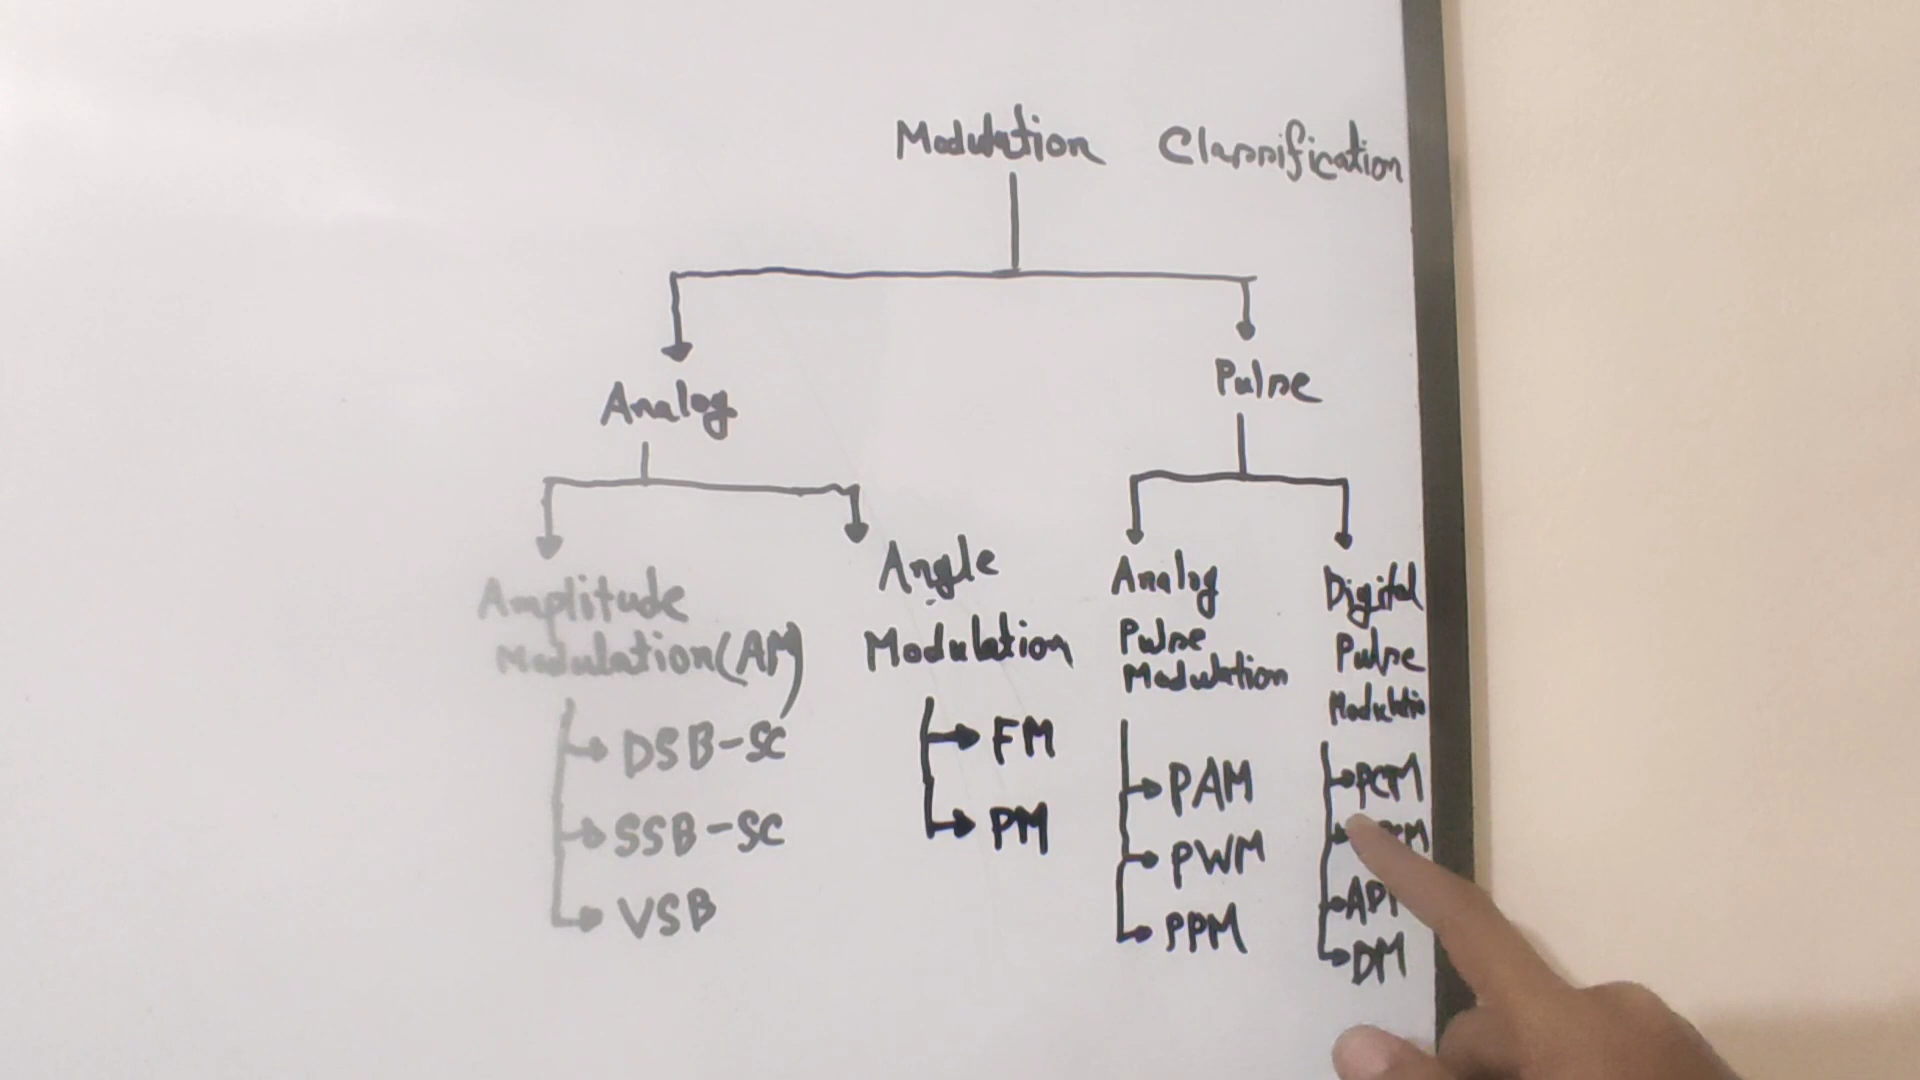 Modulation Classification
Analog
Pulse
Amplitude
Modulation(AM)
DSB-SC
SSB-SC
VSB
Angle
Modulation
FM
PM
Analog
Pulse
Modulation
PAM
PWM
PPM
Digital
Pulse
Modulatio
PCM
DM